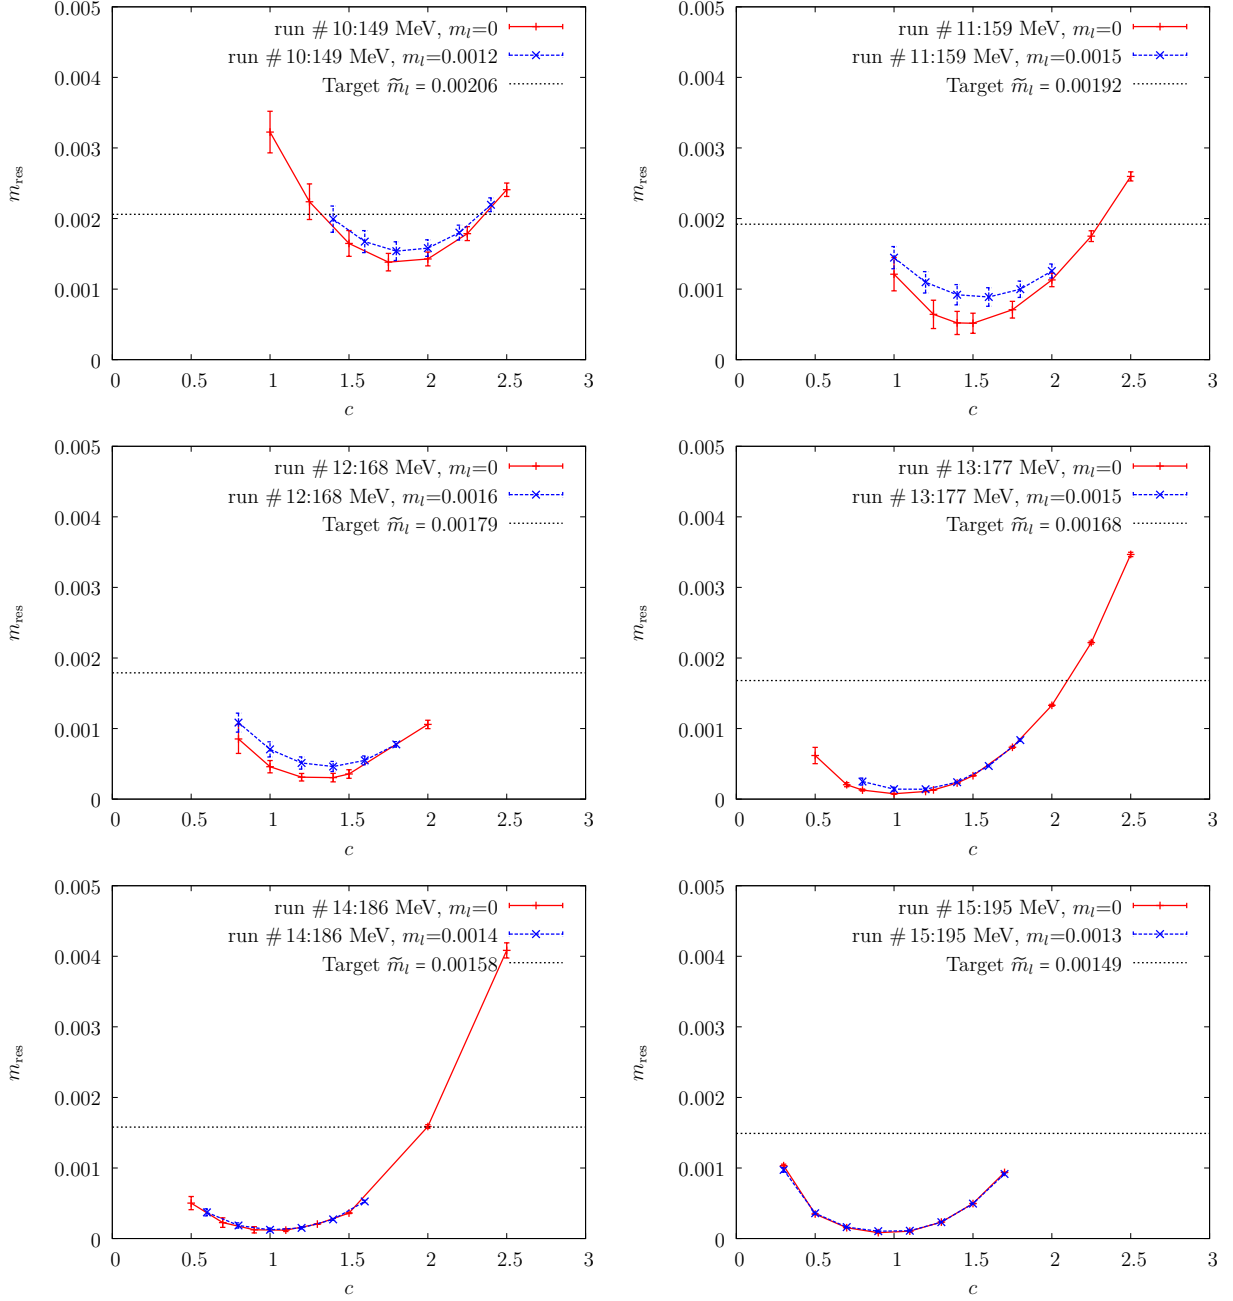 run # 10:149 MeV, m_l=0
run # 10:149 MeV, m_l=0.0012
Target m̃_l = 0.00206
0.005
0.004
0.003
0.002
0.001
0
m_res
0 0.5 1 1.5 2 2.5 3
c
run # 11:159 MeV, m_l=0
run # 11:159 MeV, m_l=0.0015
Target m̃_l = 0.00192
0.005
0.004
0.003
0.002
0.001
0
m_res
0 0.5 1 1.5 2 2.5 3
c
run # 12:168 MeV, m_l=0
run # 12:168 MeV, m_l=0.0016
Target m̃_l = 0.00179
0.005
0.004
0.003
0.002
0.001
0
m_res
0 0.5 1 1.5 2 2.5 3
c
run # 13:177 MeV, m_l=0
run # 13:177 MeV, m_l=0.0015
Target m̃_l = 0.00168
0.005
0.004
0.003
0.002
0.001
0
m_res
0 0.5 1 1.5 2 2.5 3
c
run # 14:186 MeV, m_l=0
run # 14:186 MeV, m_l=0.0014
Target m̃_l = 0.00158
0.005
0.004
0.003
0.002
0.001
0
m_res
0 0.5 1 1.5 2 2.5 3
c
run # 15:195 MeV, m_l=0
run # 15:195 MeV, m_l=0.0013
Target m̃_l = 0.00149
0.005
0.004
0.003
0.002
0.001
0
m_res
0 0.5 1 1.5 2 2.5 3
c